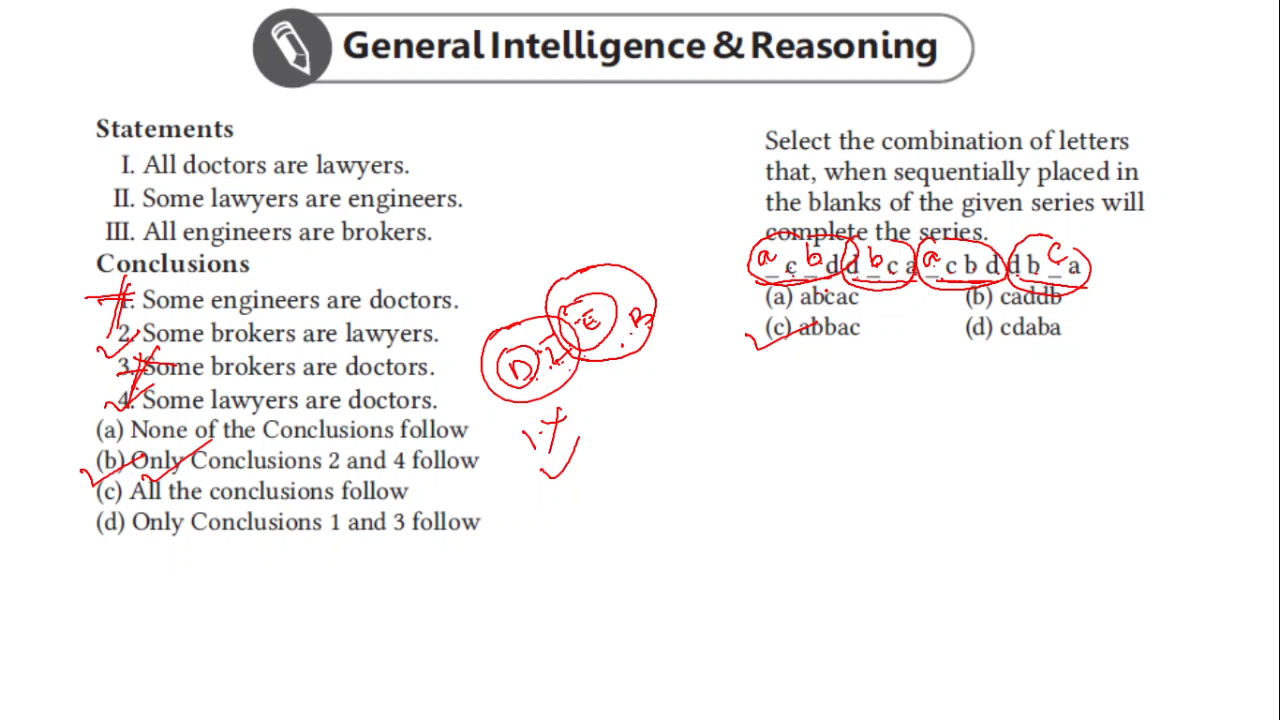 General Intelligence & Reasoning
Statements
I. All doctors are lawyers.
II. Some lawyers are engineers.
III. All engineers are brokers.
Conclusions
1. Some engineers are doctors.
2. Some brokers are lawyers.
3. Some brokers are doctors.
4. Some lawyers are doctors.
(a) None of the Conclusions follow
(b) Only Conclusions 2 and 4 follow
(c) All the conclusions follow
(d) Only Conclusions 1 and 3 follow
E B
D L
Select the combination of letters
that, when sequentially placed in
the blanks of the given series will
complete the series.
a b b a c
_ c _ d d _ c a _ c b d d b _ a
(a) abcac (b) caddb
(c) abbac (d) cdaba